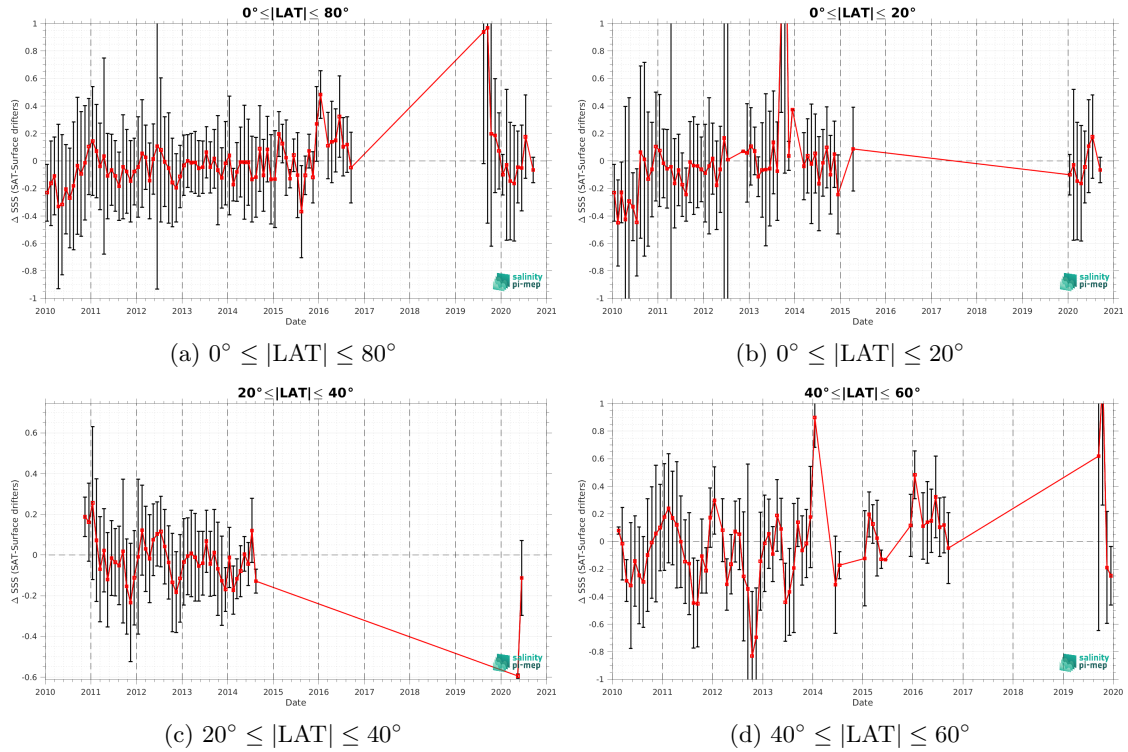 0°≤|LAT|≤ 80°
Δ SSS (SAT-Surface drifters)
1
0.8
0.6
0.4
0.2
0
-0.2
-0.4
-0.6
-0.8
-1
2010 2011 2012 2013 2014 2015 2016 2017 2018 2019 2020 2021
Date
salinity
pi-mep
(a) 0° ≤ |LAT| ≤ 80°
0°≤|LAT|≤ 20°
Δ SSS (SAT-Surface drifters)
1
0.8
0.6
0.4
0.2
0
-0.2
-0.4
-0.6
-0.8
-1
2010 2011 2012 2013 2014 2015 2016 2017 2018 2019 2020 2021
Date
salinity
pi-mep
(b) 0° ≤ |LAT| ≤ 20°
20°≤|LAT|≤ 40°
Δ SSS (SAT-Surface drifters)
0.6
0.4
0.2
0
-0.2
-0.4
-0.6
2010 2011 2012 2013 2014 2015 2016 2017 2018 2019 2020 2021
Date
salinity
pi-mep
(c) 20° ≤ |LAT| ≤ 40°
40°≤|LAT|≤ 60°
Δ SSS (SAT-Surface drifters)
1
0.8
0.6
0.4
0.2
0
-0.2
-0.4
-0.6
-0.8
-1
2010 2011 2012 2013 2014 2015 2016 2017 2018 2019 2020
Date
salinity
pi-mep
(d) 40° ≤ |LAT| ≤ 60°